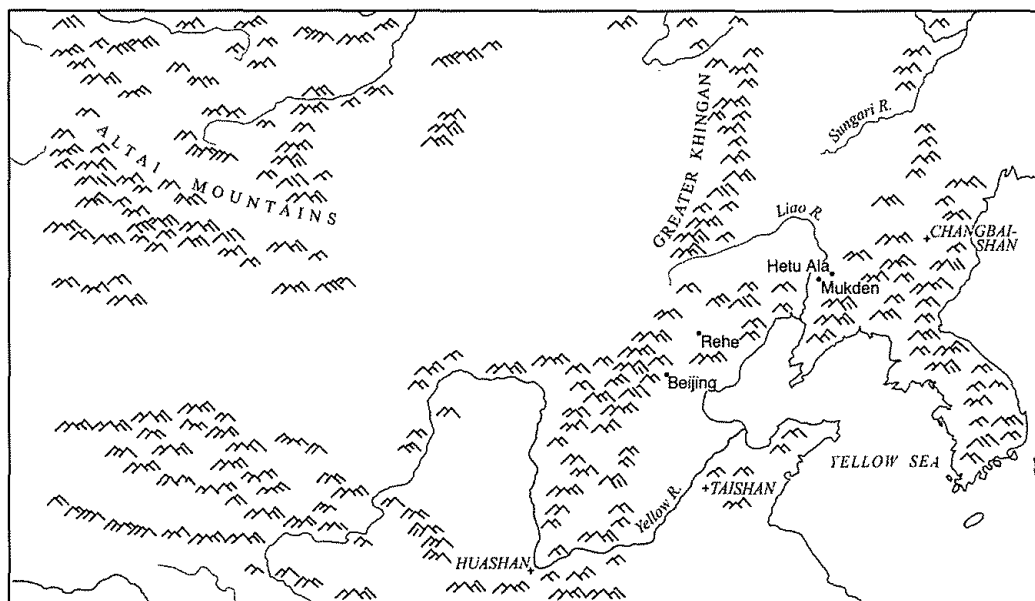 Sungari R.
ALTAI MOUNTAINS
GREATER KHINGAN
Liao R.
CHANGBAI-
SHAN
Hetu Ala
Mukden
Rehe
Beijing
YELLOW SEA
TAISHAN
Yellow R.
HUASHAN